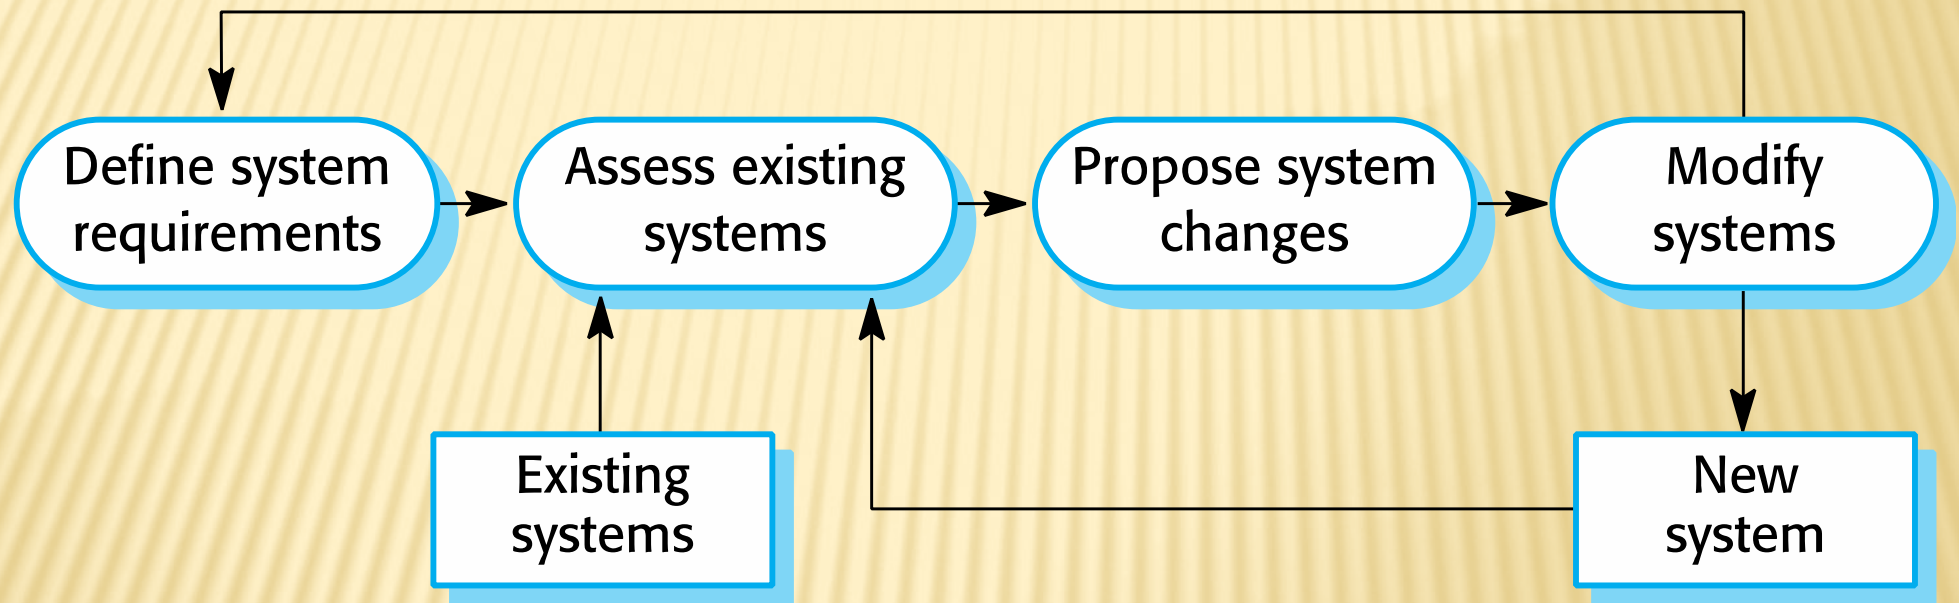 Define system
requirements
Assess existing
systems
Propose system
changes
Modify
systems
Existing
systems
New
system